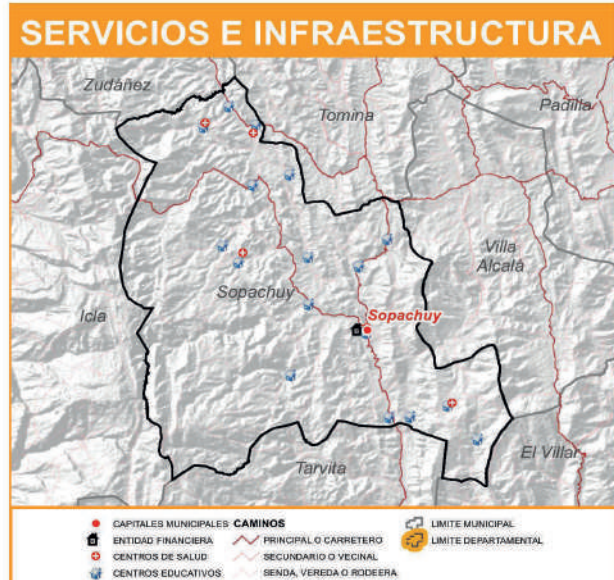 SERVICIOS E INFRAESTRUCTURA
Zudáñez
Tomina
Padilla
Villa
Alcalá
Icla
Sopachuy
Sopachuy
El Villar
Tarvita
CAPITALES MUNICIPALES
ENTIDAD FINANCIERA
CENTROS DE SALUD
CENTROS EDUCATIVOS
CAMINOS
PRINCIPAL O CARRETERO
SECUNDARIO O VECINAL
SENDA, VEREDA O RODEERA
LIMITE MUNICIPAL
LIMITE DEPARTAMENTAL